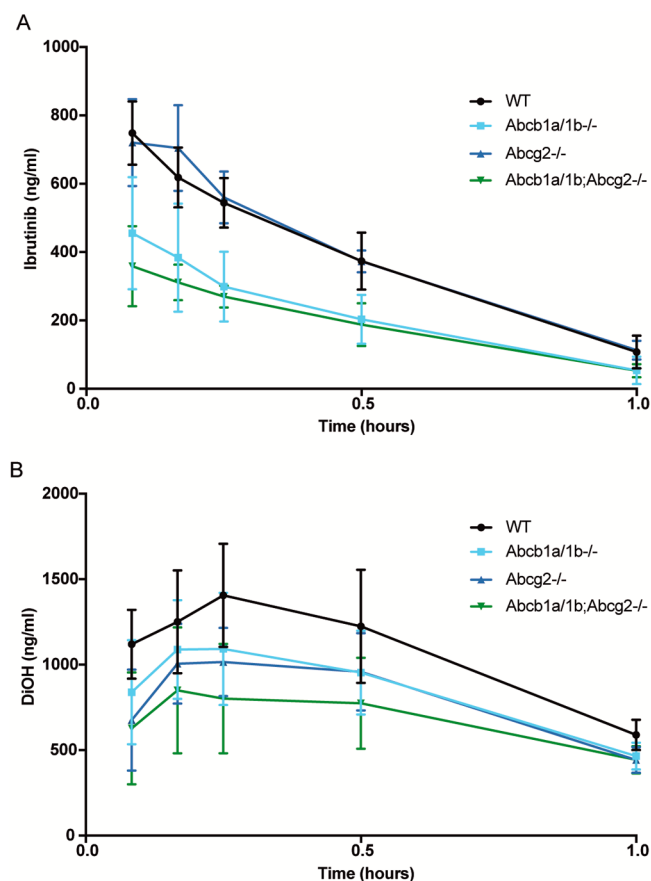 A
1000
800
600
400
200
0
Ibrutinib (ng/ml)
WT
Abcb1a/1b-/-
Abcg2-/-
Abcb1a/1b;Abcg2-/-
0.0 0.5 1.0
Time (hours)
B
2000
1500
1000
500
0
DiOH (ng/ml)
WT
Abcb1a/1b-/-
Abcg2-/-
Abcb1a/1b;Abcg2-/-
0.0 0.5 1.0
Time (hours)